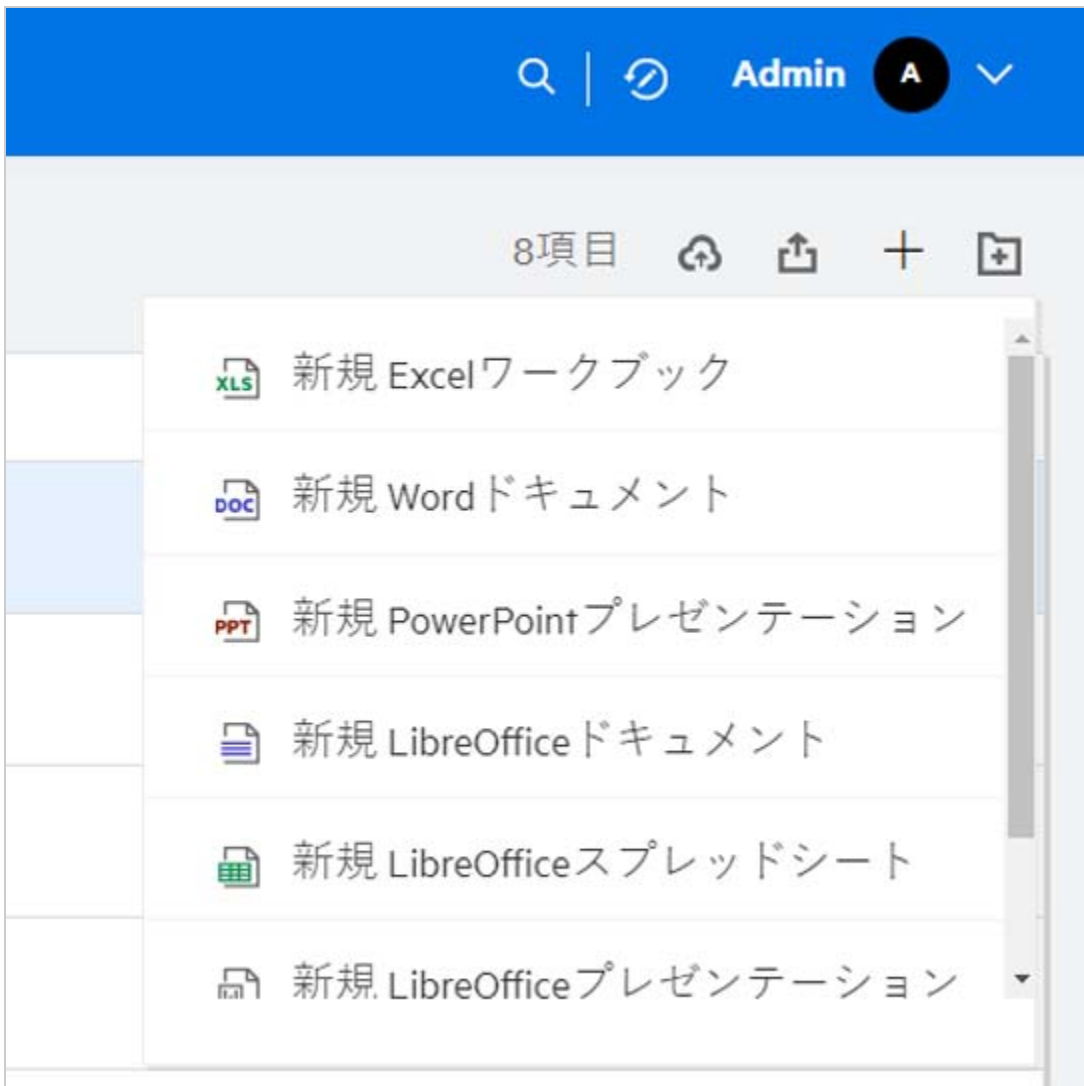 Admin A
8項目
XLS 新規 Excelワークブック
DOC 新規 Wordドキュメント
PPT 新規 PowerPointプレゼンテーション
新規 LibreOfficeドキュメント
新規 LibreOfficeスプレッドシート
新規 LibreOfficeプレゼンテーション